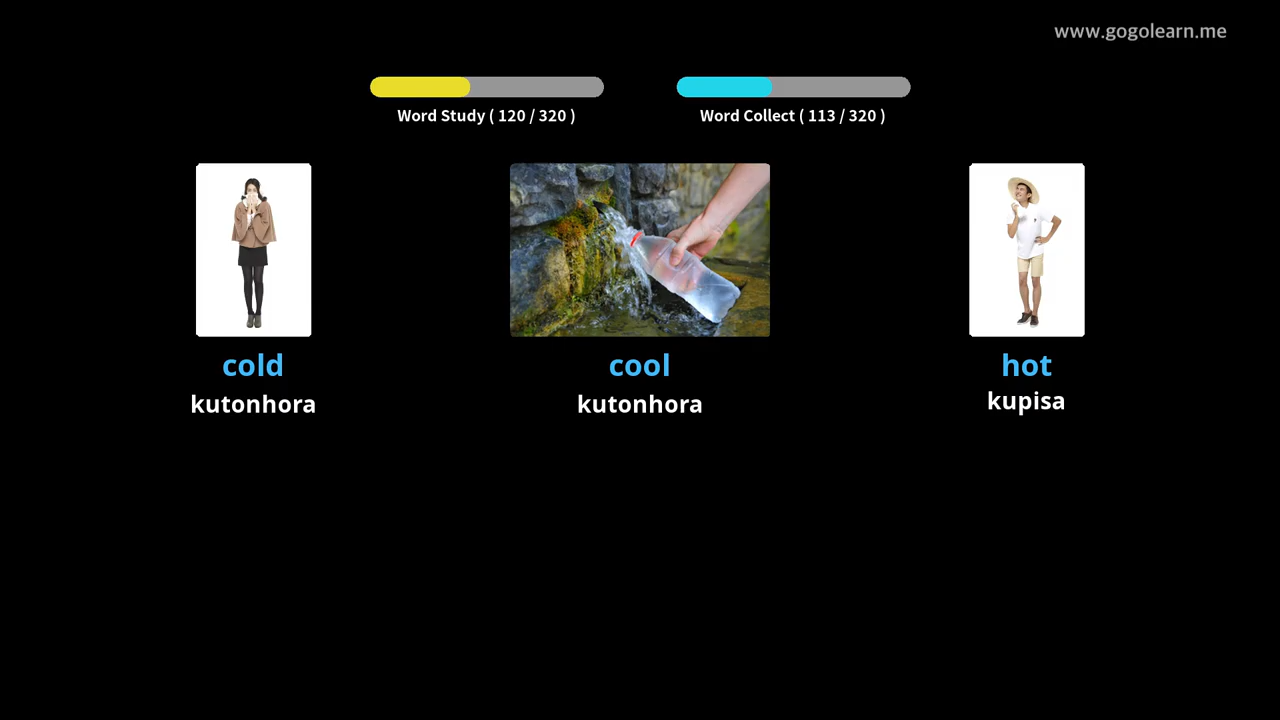 www.gogolearn.me
Word Study ( 120 / 320 )
Word Collect ( 113 / 320 )
cold
kutonhora
cool
kutonhora
hot
kupisa